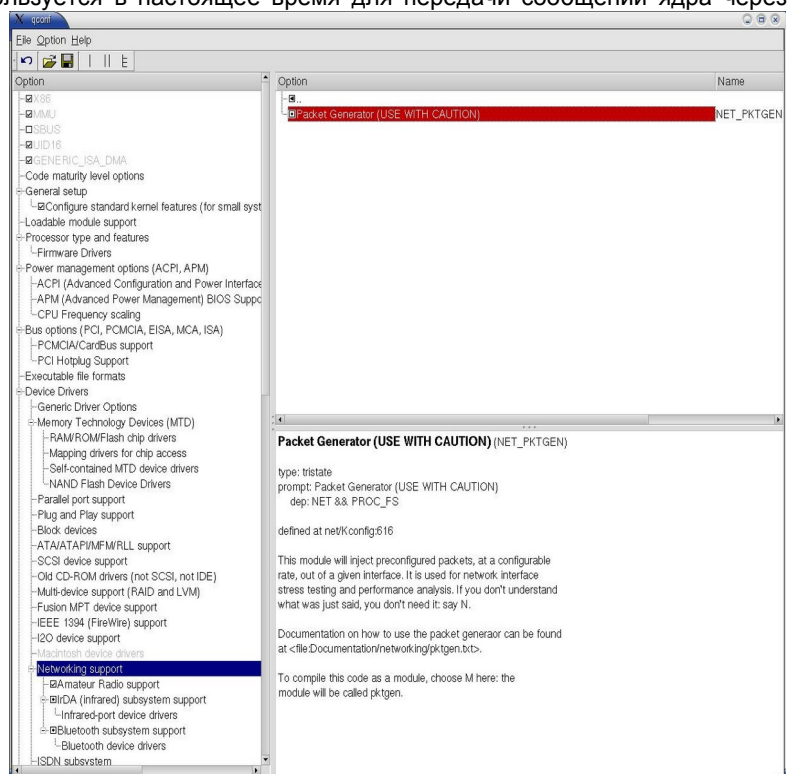 ользуется в настоящее время для передачи сообщений ядра через
qconf
File Option Help
Option
X86
MMU
SBUS
UID16
GENERIC_ISA_DMA
Code maturity level options
General setup
Configure standard kernel features (for small syst
Loadable module support
Processor type and features
Firmware Drivers
Power management options (ACPI, APM)
ACPI (Advanced Configuration and Power Interface
APM (Advanced Power Management) BIOS Suppo
CPU Frequency scaling
Bus options (PCI, PCMCIA, EISA, MCA, ISA)
PCMCIA/CardBus support
PCI Hotplug Support
Executable file formats
Device Drivers
Generic Driver Options
Memory Technology Devices (MTD)
RAM/ROM/Flash chip drivers
Mapping drivers for chip access
Self-contained MTD device drivers
NAND Flash Device Drivers
Parallel port support
Plug and Play support
Block devices
ATA/ATAPI/MFM/RLL support
SCSI device support
Old CD-ROM drivers (not SCSI, not IDE)
Multi-device support (RAID and LVM)
Fusion MPT device support
IEEE 1394 (FireWire) support
I2O device support
Macintosh device drivers
Networking support
Amateur Radio support
IrDA (infrared) subsystem support
Infrared-port device drivers
Bluetooth subsystem support
Bluetooth device drivers
ISDN subsystem
Option Name
..
Packet Generator (USE WITH CAUTION) NET_PKTGEN
Packet Generator (USE WITH CAUTION) (NET_PKTGEN)
type: tristate
prompt: Packet Generator (USE WITH CAUTION)
dep: NET && PROC_FS
defined at net/Kconfig:616
This module will inject preconfigured packets, at a configurable
rate, out of a given interface. It is used for network interface
stress testing and performance analysis. If you don't understand
what was just said, you don't need it: say N.
Documentation on how to use the packet generaor can be found
at <file:Documentation/networking/pktgen.txt>.
To compile this code as a module, choose M here: the
module will be called pktgen.